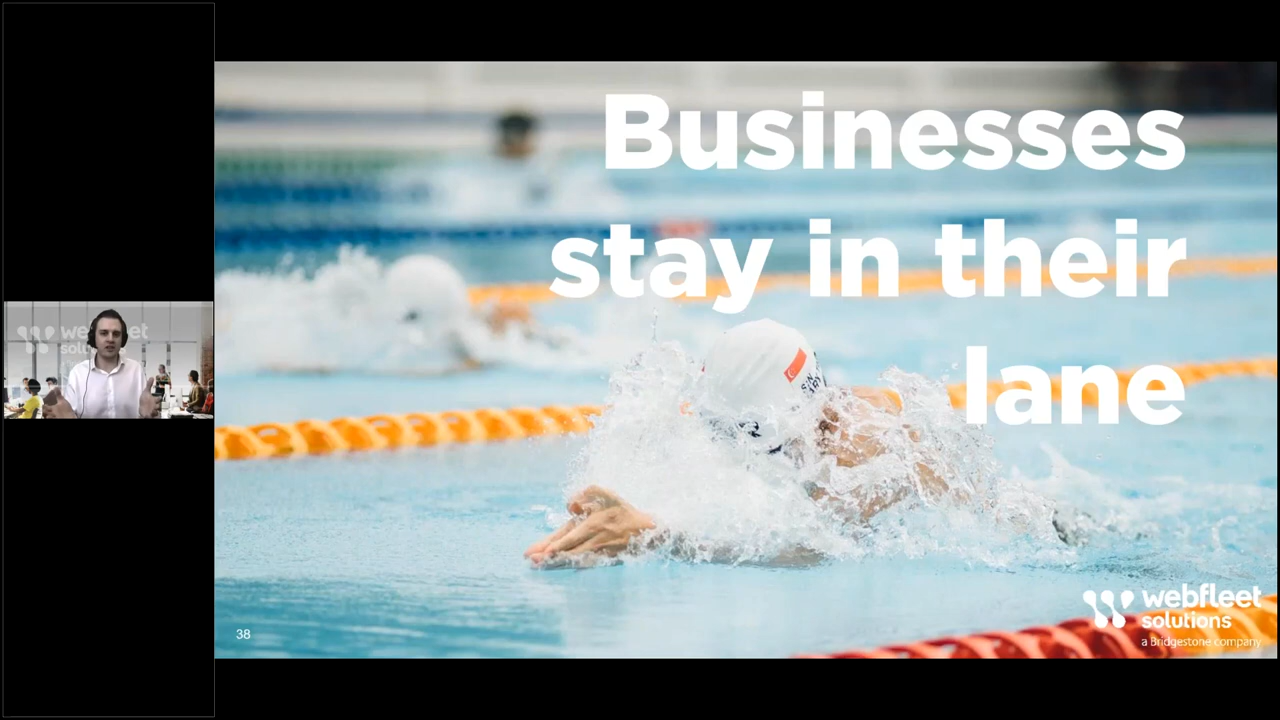 Businesses
stay in their
lane
38
webfleet
solutions
a Bridgestone company